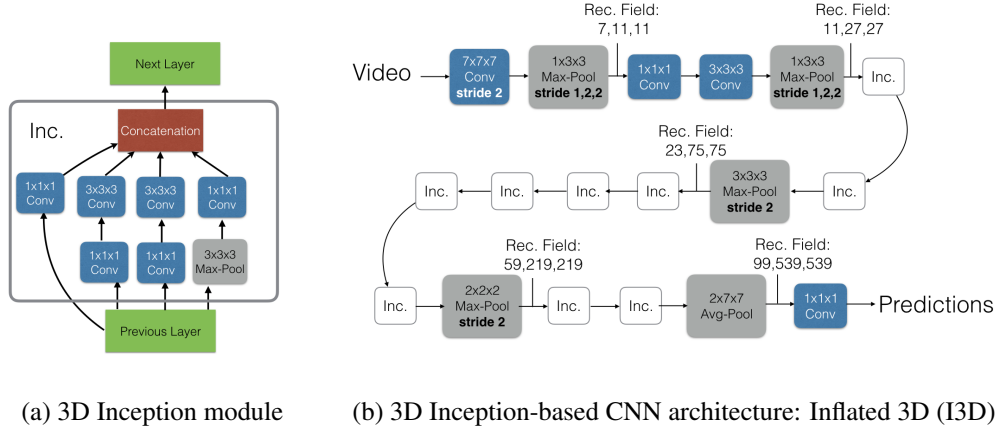 Next Layer
Inc.
Concatenation
1x1x1
Conv
3x3x3
Conv
3x3x3
Conv
1x1x1
Conv
1x1x1
Conv
1x1x1
Conv
3x3x3
Max-Pool
Previous Layer
(a) 3D Inception module
Video
7x7x7
Conv
stride 2
1x3x3
Max-Pool
stride 1,2,2
Rec. Field:
7,11,11
1x1x1
Conv
3x3x3
Conv
1x3x3
Max-Pool
stride 1,2,2
Rec. Field:
11,27,27
Inc.
Inc.
3x3x3
Max-Pool
stride 2
Rec. Field:
23,75,75
Inc.
Inc.
Inc.
Inc.
Inc.
2x2x2
Max-Pool
stride 2
Rec. Field:
59,219,219
Inc.
Inc.
2x7x7
Avg-Pool
Rec. Field:
99,539,539
1x1x1
Conv
Predictions
(b) 3D Inception-based CNN architecture: Inflated 3D (I3D)